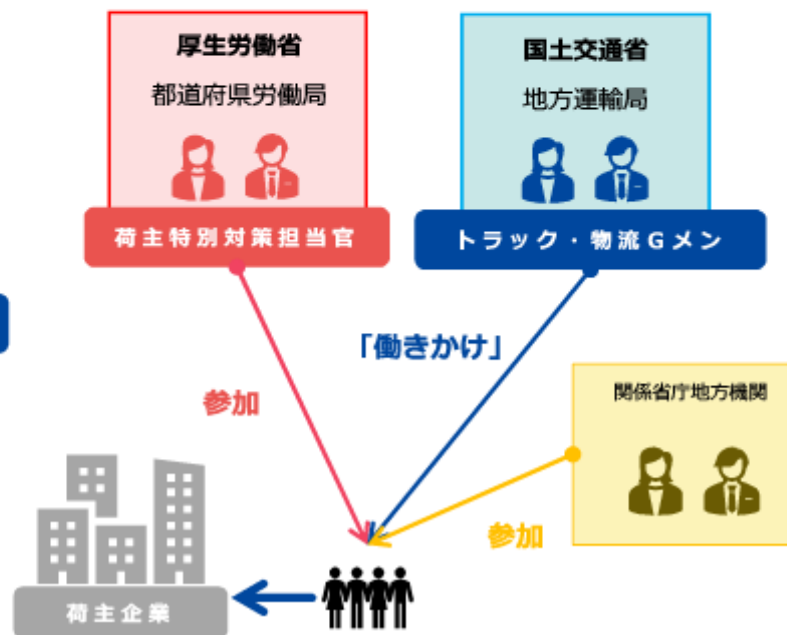 厚生労働省
都道府県労働局
荷主特別対策担当官
国土交通省
地方運輸局
トラック・物流Gメン
「働きかけ」
参加
関係省庁地方機関
参加
荷主企業